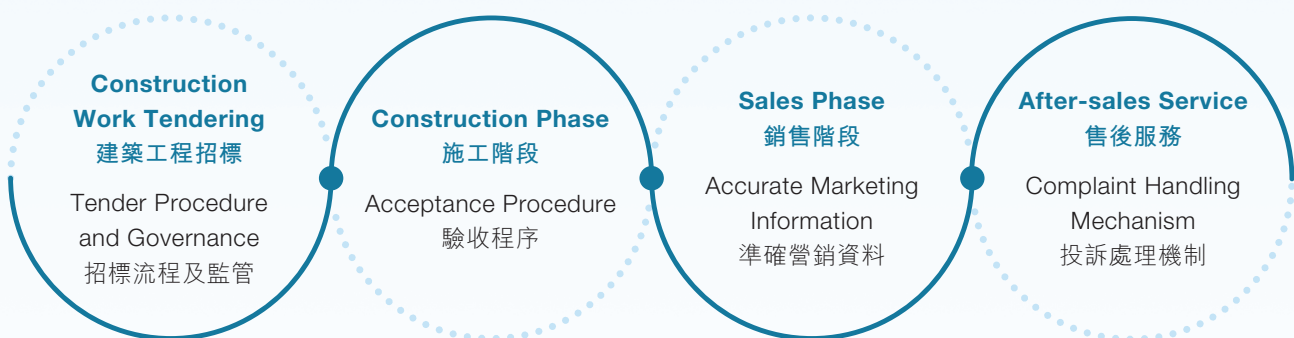 Construction
Work Tendering
建築工程招標
Tender Procedure
and Governance
招標流程及監管
Construction Phase
施工階段
Acceptance Procedure
驗收程序
Sales Phase
銷售階段
Accurate Marketing
Information
準確營銷資料
After-sales Service
售後服務
Complaint Handling
Mechanism
投訴處理機制